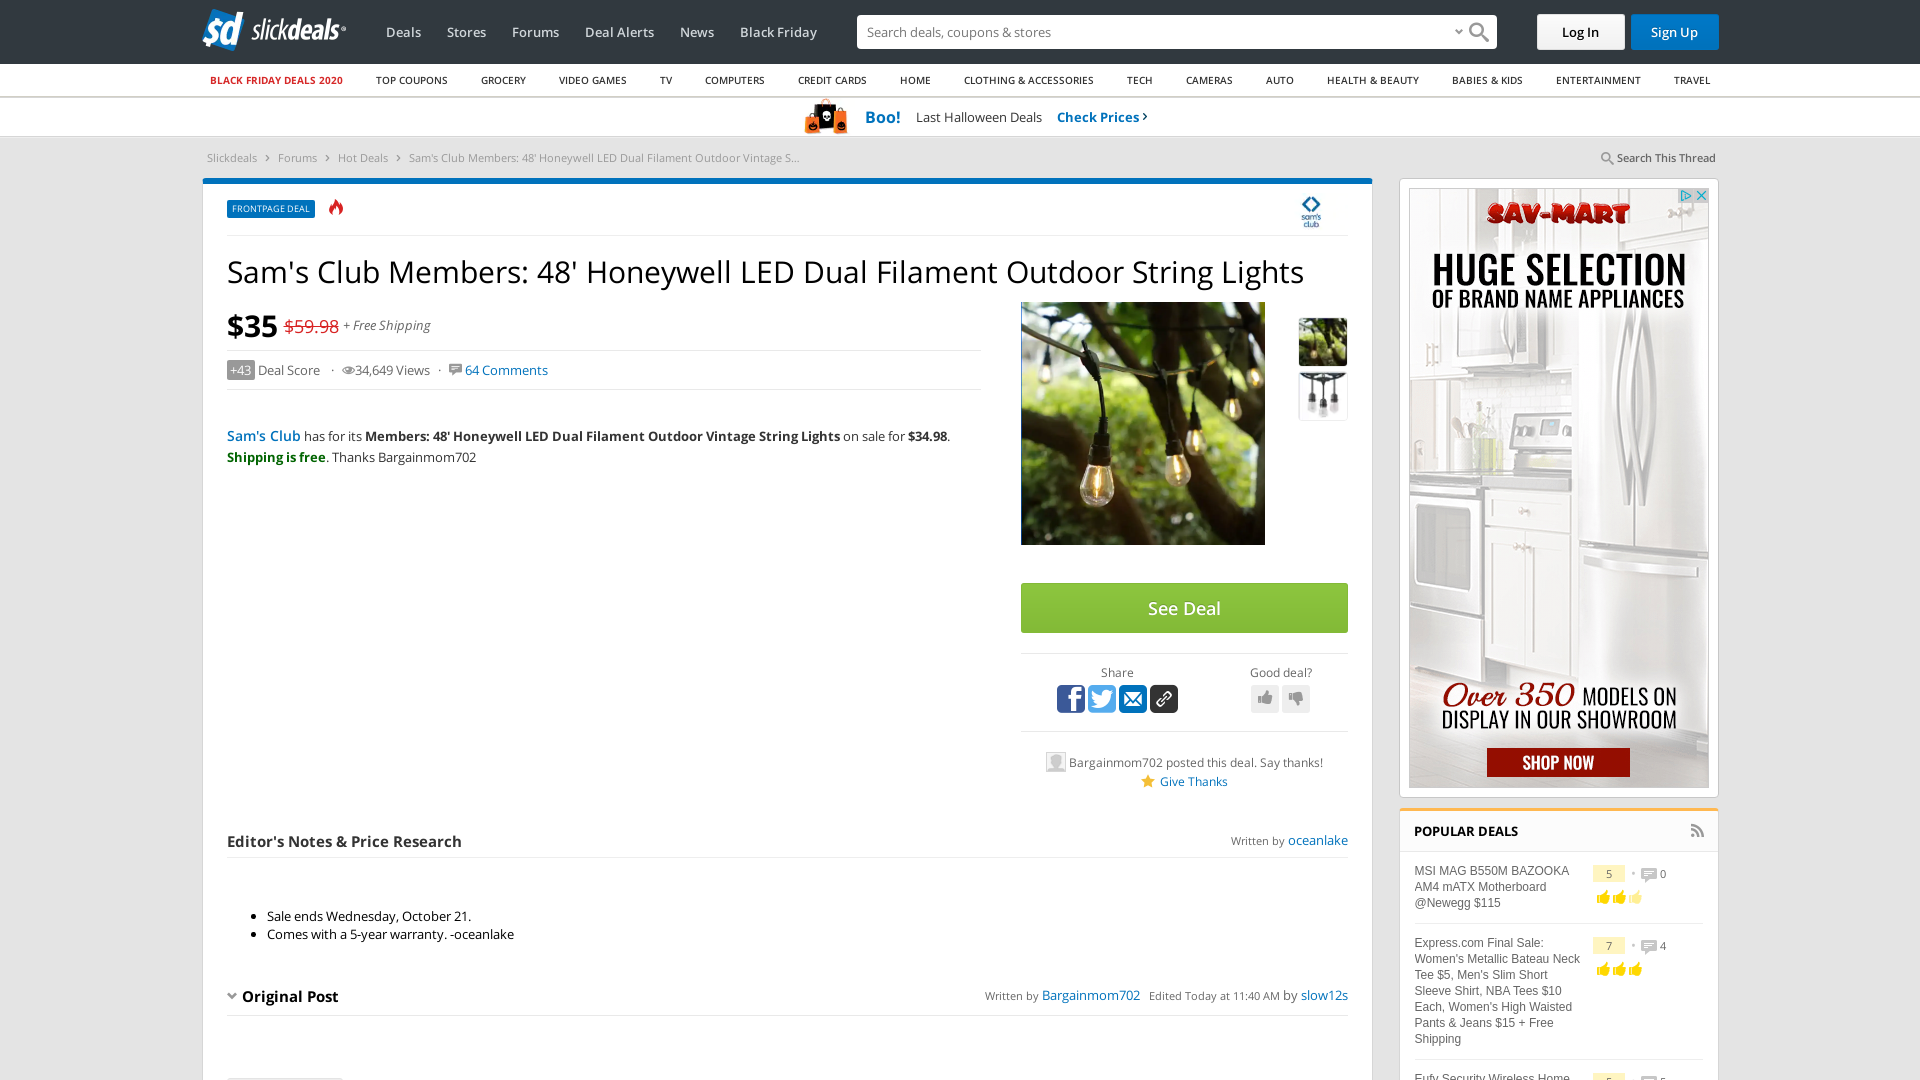 slickdeals
Deals Stores Forums Deal Alerts News Black Friday
Search deals, coupons & stores
Log In Sign Up
BLACK FRIDAY DEALS 2020 TOP COUPONS GROCERY VIDEO GAMES TV COMPUTERS CREDIT CARDS HOME CLOTHING & ACCESSORIES TECH CAMERAS AUTO HEALTH & BEAUTY BABIES & KIDS ENTERTAINMENT TRAVEL
Boo! Last Halloween Deals Check Prices ›
Slickdeals › Forums › Hot Deals › Sam's Club Members: 48' Honeywell LED Dual Filament Outdoor Vintage S...
Search This Thread
FRONTPAGE DEAL
sam's club
Sam's Club Members: 48' Honeywell LED Dual Filament Outdoor String Lights
$35 $59.98 + Free Shipping
+43 Deal Score · 34,649 Views · 64 Comments
Sam's Club has for its Members: 48' Honeywell LED Dual Filament Outdoor Vintage String Lights on sale for $34.98.
Shipping is free. Thanks Bargainmom702
See Deal
Share
Good deal?
Bargainmom702 posted this deal. Say thanks!
Give Thanks
Editor's Notes & Price Research
Written by oceanlake
• Sale ends Wednesday, October 21.
• Comes with a 5-year warranty. -oceanlake
Original Post
Written by Bargainmom702 Edited Today at 11:40 AM by slow12s
SAV-MART
HUGE SELECTION
OF BRAND NAME APPLIANCES
Over 350 MODELS ON
DISPLAY IN OUR SHOWROOM
SHOP NOW
POPULAR DEALS
MSI MAG B550M BAZOOKA
AM4 mATX Motherboard
@Newegg $115
5 • 0
Express.com Final Sale:
Women's Metallic Bateau Neck
Tee $5, Men's Slim Short
Sleeve Shirt, NBA Tees $10
Each, Women's High Waisted
Pants & Jeans $15 + Free
Shipping
7 • 4
Eufy Security Wireless Home